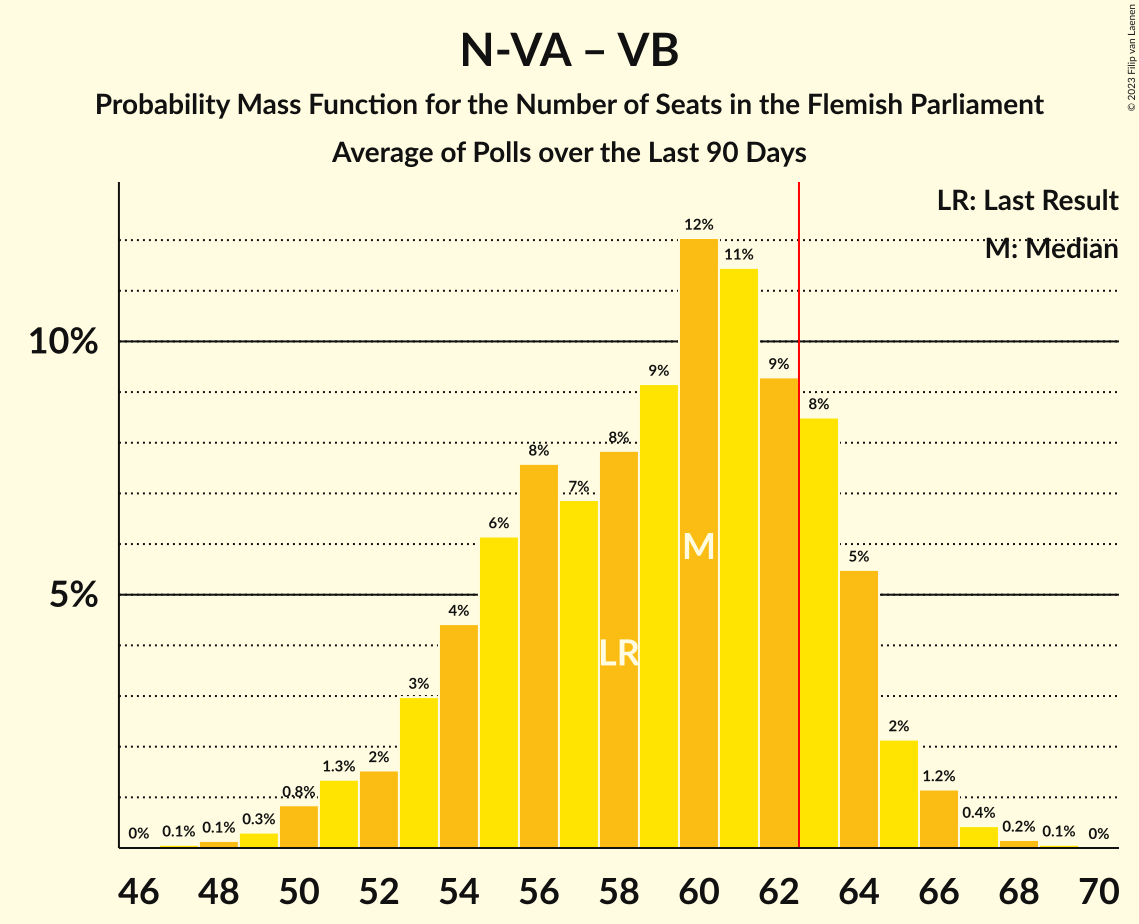 © 2023 Filip van Laenen
N-VA – VB
Probability Mass Function for the Number of Seats in the Flemish Parliament
Average of Polls over the Last 90 Days
LR: Last Result
M: Median
10%
5%
0% 0.1% 0.1% 0.3% 0.8% 1.3% 2% 3% 4% 6% 8% 7% 8% 9% 12% 11% 9% 8% 5% 2% 1.2% 0.4% 0.2% 0.1% 0%
M
LR
46 48 50 52 54 56 58 60 62 64 66 68 70